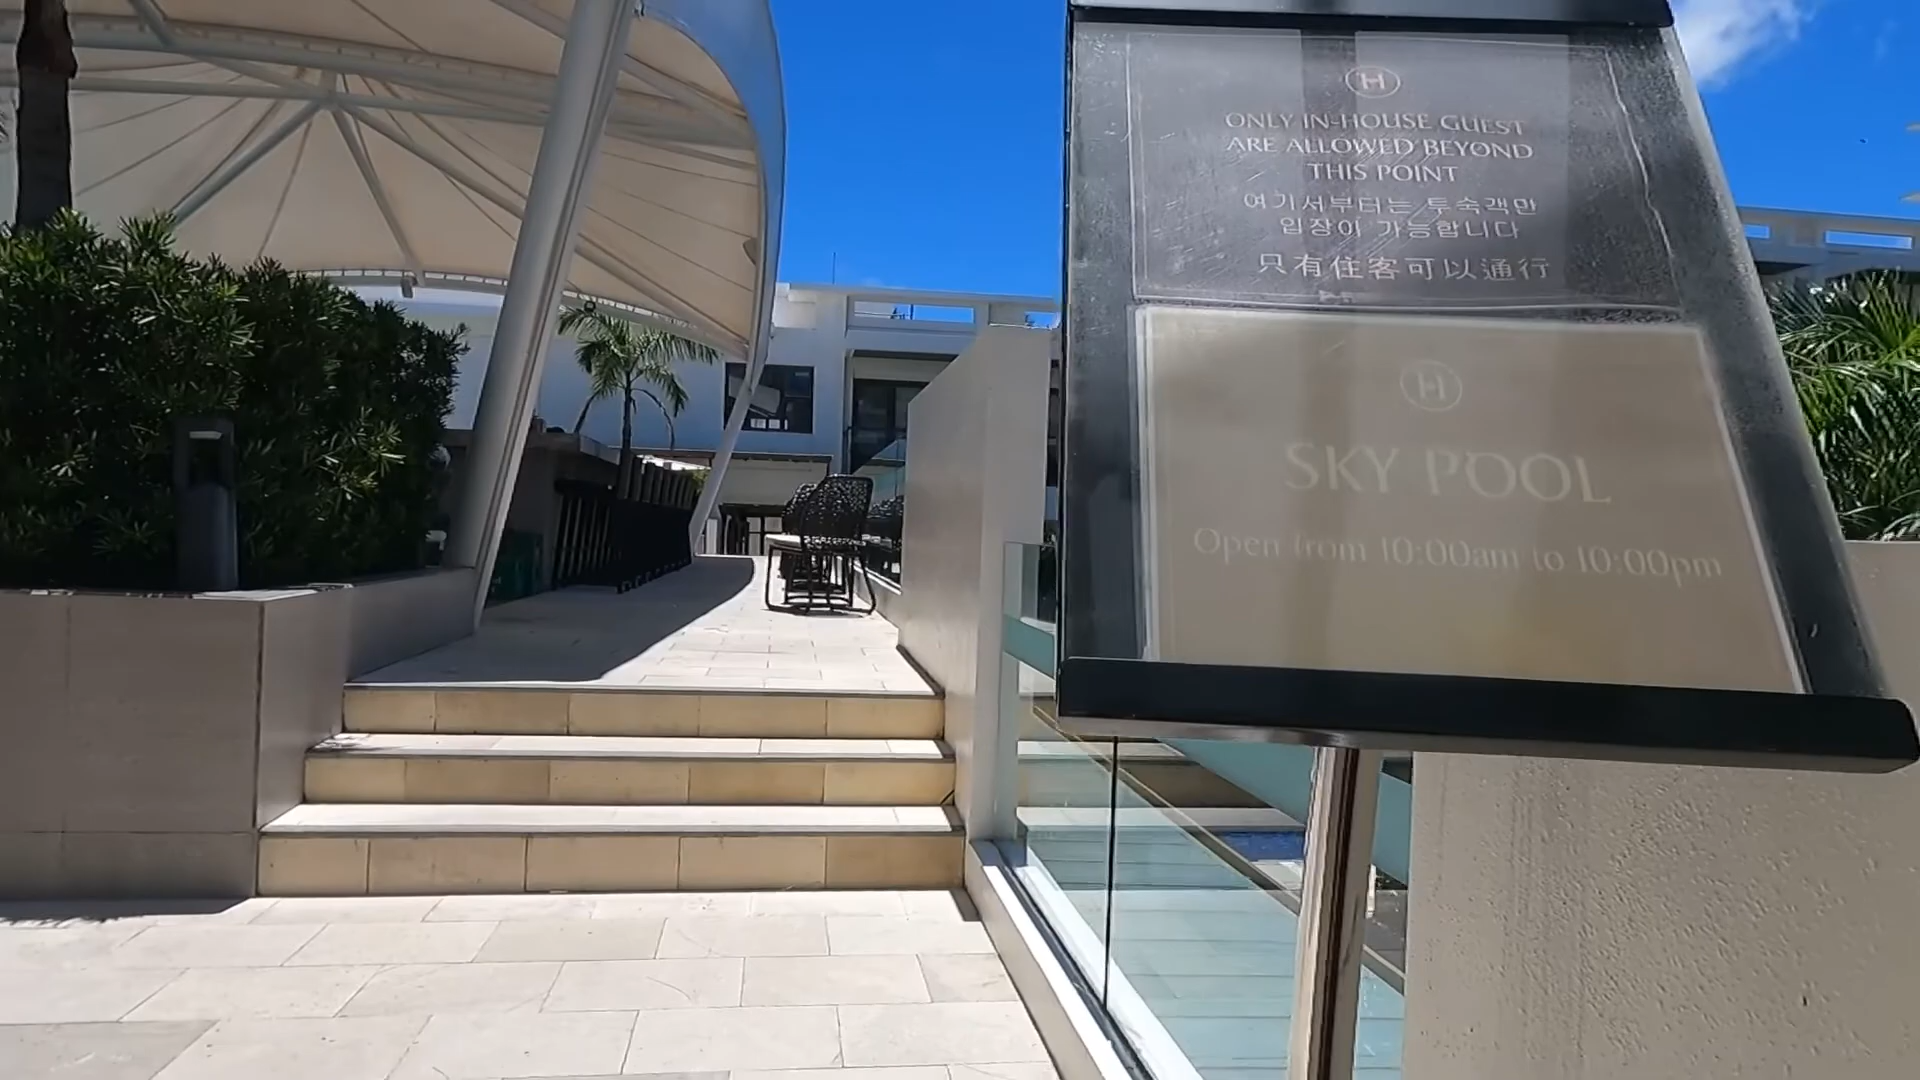 H
ONLY IN-HOUSE GUEST
ARE ALLOWED BEYOND
THIS POINT
여기서부터는 투숙객만
입장이 가능합니다
只有住客可以通行
H
SKY POOL
Open from 10:00am to 10:00pm